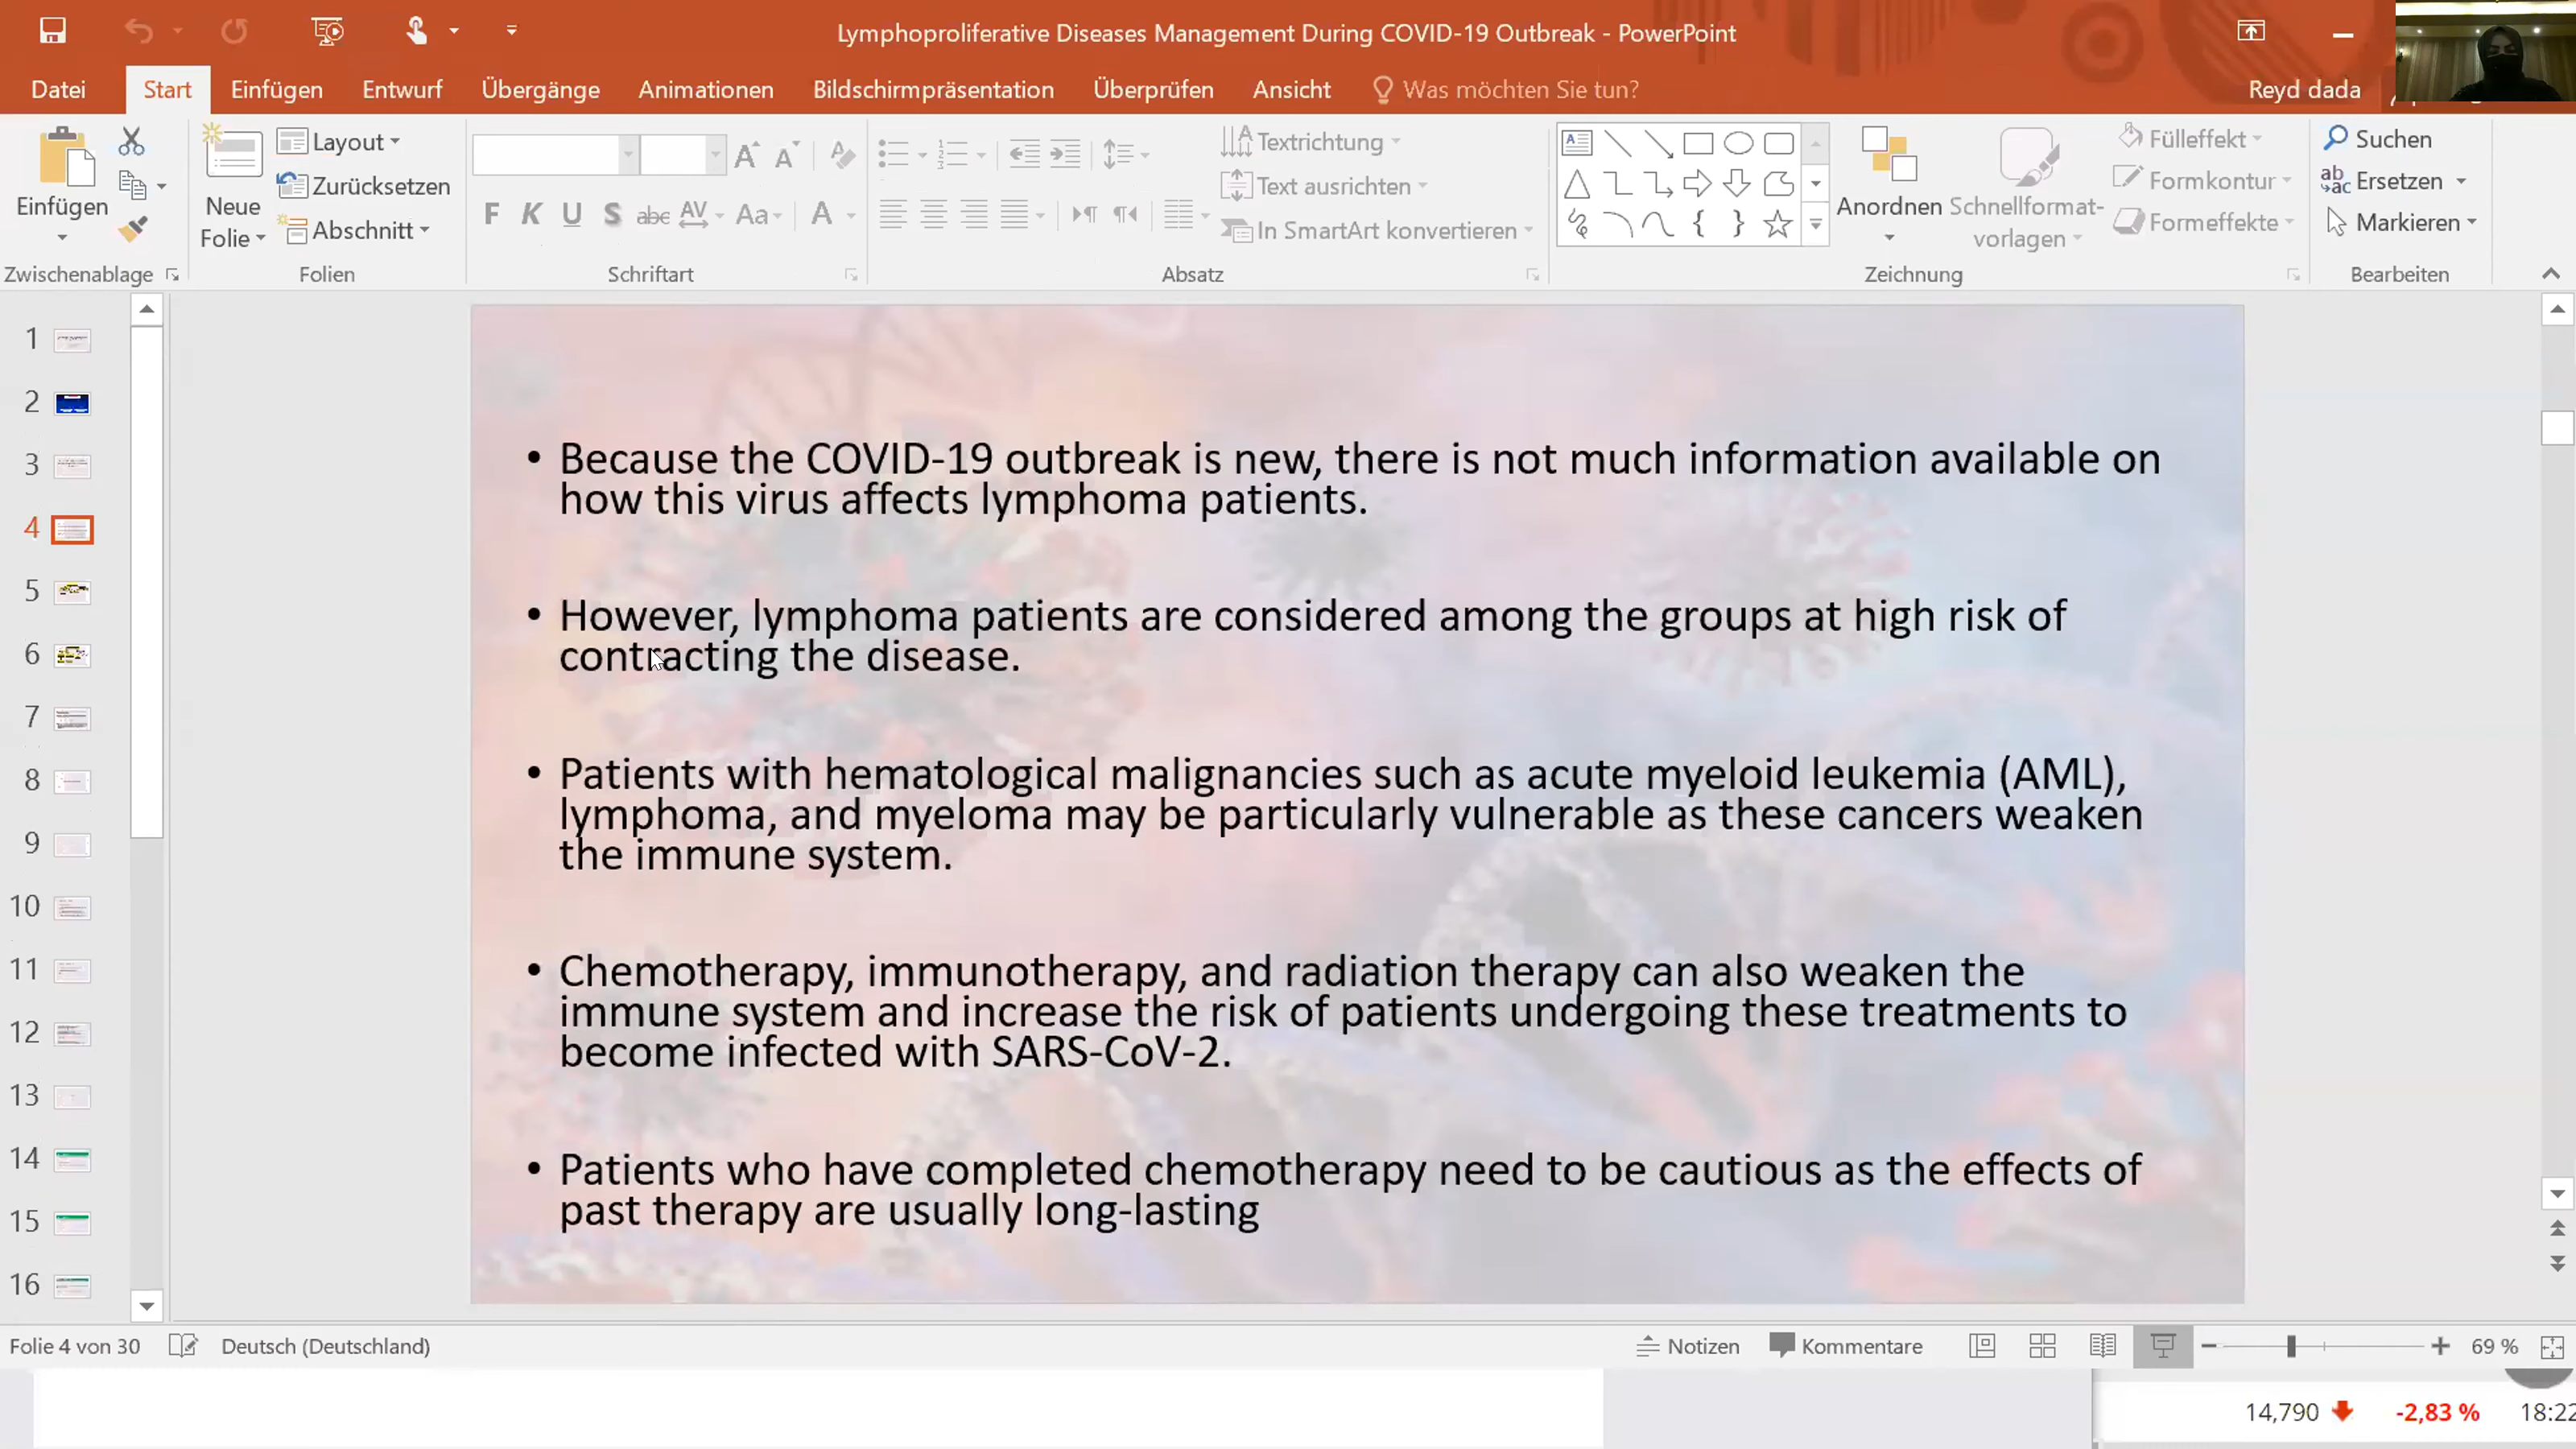 Lymphoproliferative Diseases Management During COVID-19 Outbreak - PowerPoint
Datei Start Einfügen Entwurf Übergänge Animationen Bildschirmpräsentation Überprüfen Ansicht Was möchten Sie tun? Reyd dada
Einfügen
Zwischenablage
Neue
Folie
Layout
Zurücksetzen
Abschnitt
Folien
F K U S abc AV Aa A
Schriftart
Textrichtung
Text ausrichten
In SmartArt konvertieren
Absatz
Anordnen
Schnellformat-
vorlagen
Fülleffekt
Formkontur
Formeffekte
Zeichnung
Suchen
Ersetzen
Markieren
Bearbeiten
1
2
3
4
5
6
7
8
9
10
11
12
13
14
15
16
• Because the COVID-19 outbreak is new, there is not much information available on
how this virus affects lymphoma patients.
• However, lymphoma patients are considered among the groups at high risk of
contracting the disease.
• Patients with hematological malignancies such as acute myeloid leukemia (AML),
lymphoma, and myeloma may be particularly vulnerable as these cancers weaken
the immune system.
• Chemotherapy, immunotherapy, and radiation therapy can also weaken the
immune system and increase the risk of patients undergoing these treatments to
become infected with SARS-CoV-2.
• Patients who have completed chemotherapy need to be cautious as the effects of
past therapy are usually long-lasting
Folie 4 von 30 Deutsch (Deutschland) Notizen Kommentare 69 %
14,790 -2,83 % 18:22